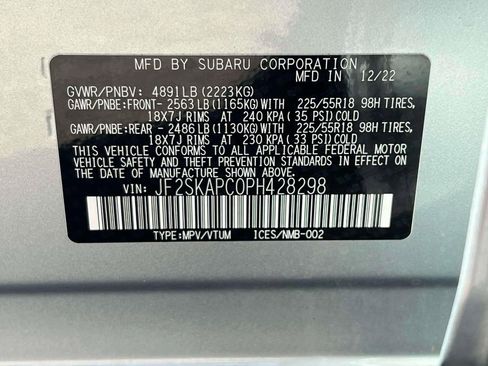 MFD BY SUBARU CORPORATION
MFD IN 12/22
GVWR/PNBV: 4891LB (2223KG)
GAWR/PNBE:FRONT- 2563LB (1165KG)WITH 225/55R18 98H TIRES,
18X7J RIMS AT 240 KPA (35 PSI)COLD
GAWR/PNBE:REAR - 2486LB (1130KG)WITH 225/55R18 98H TIRES,
18X7J RIMS AT 230 KPA (33 PSI)COLD
THIS VEHICLE CONFORMS TO ALL APPLICABLE FEDERAL MOTOR
VEHICLE SAFETY AND THEFT PREVENTION STANDARDS IN EFFECT
ON THE DATE OF MANUFACTURE SHOWN ABOVE.
VIN: JF2SKAPC0PH428298
TYPE:MPV/VTUM ICES/NMB-002